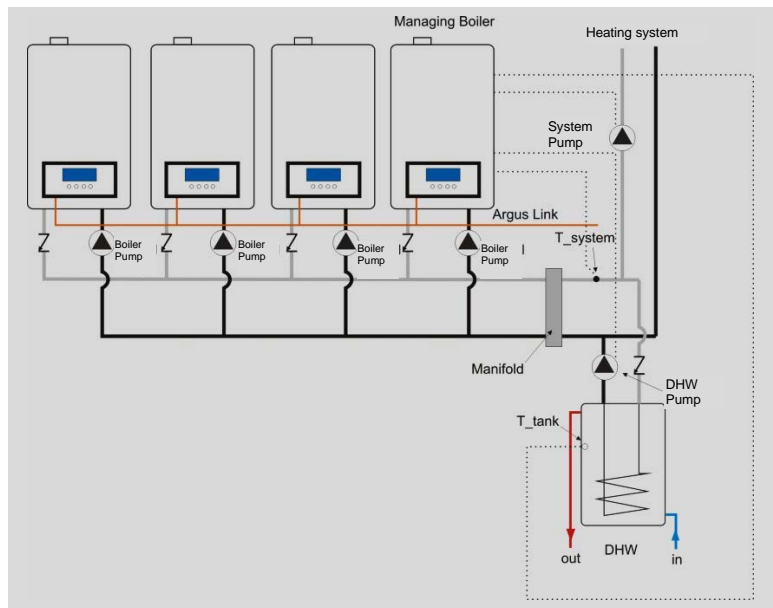 Managing Boiler
Heating system
System
Pump
Argus Link
T_system
Boiler
Pump
Boiler
Pump
Boiler
Pump
Boiler
Pump
Manifold
DHW
Pump
T_tank
out
DHW
in